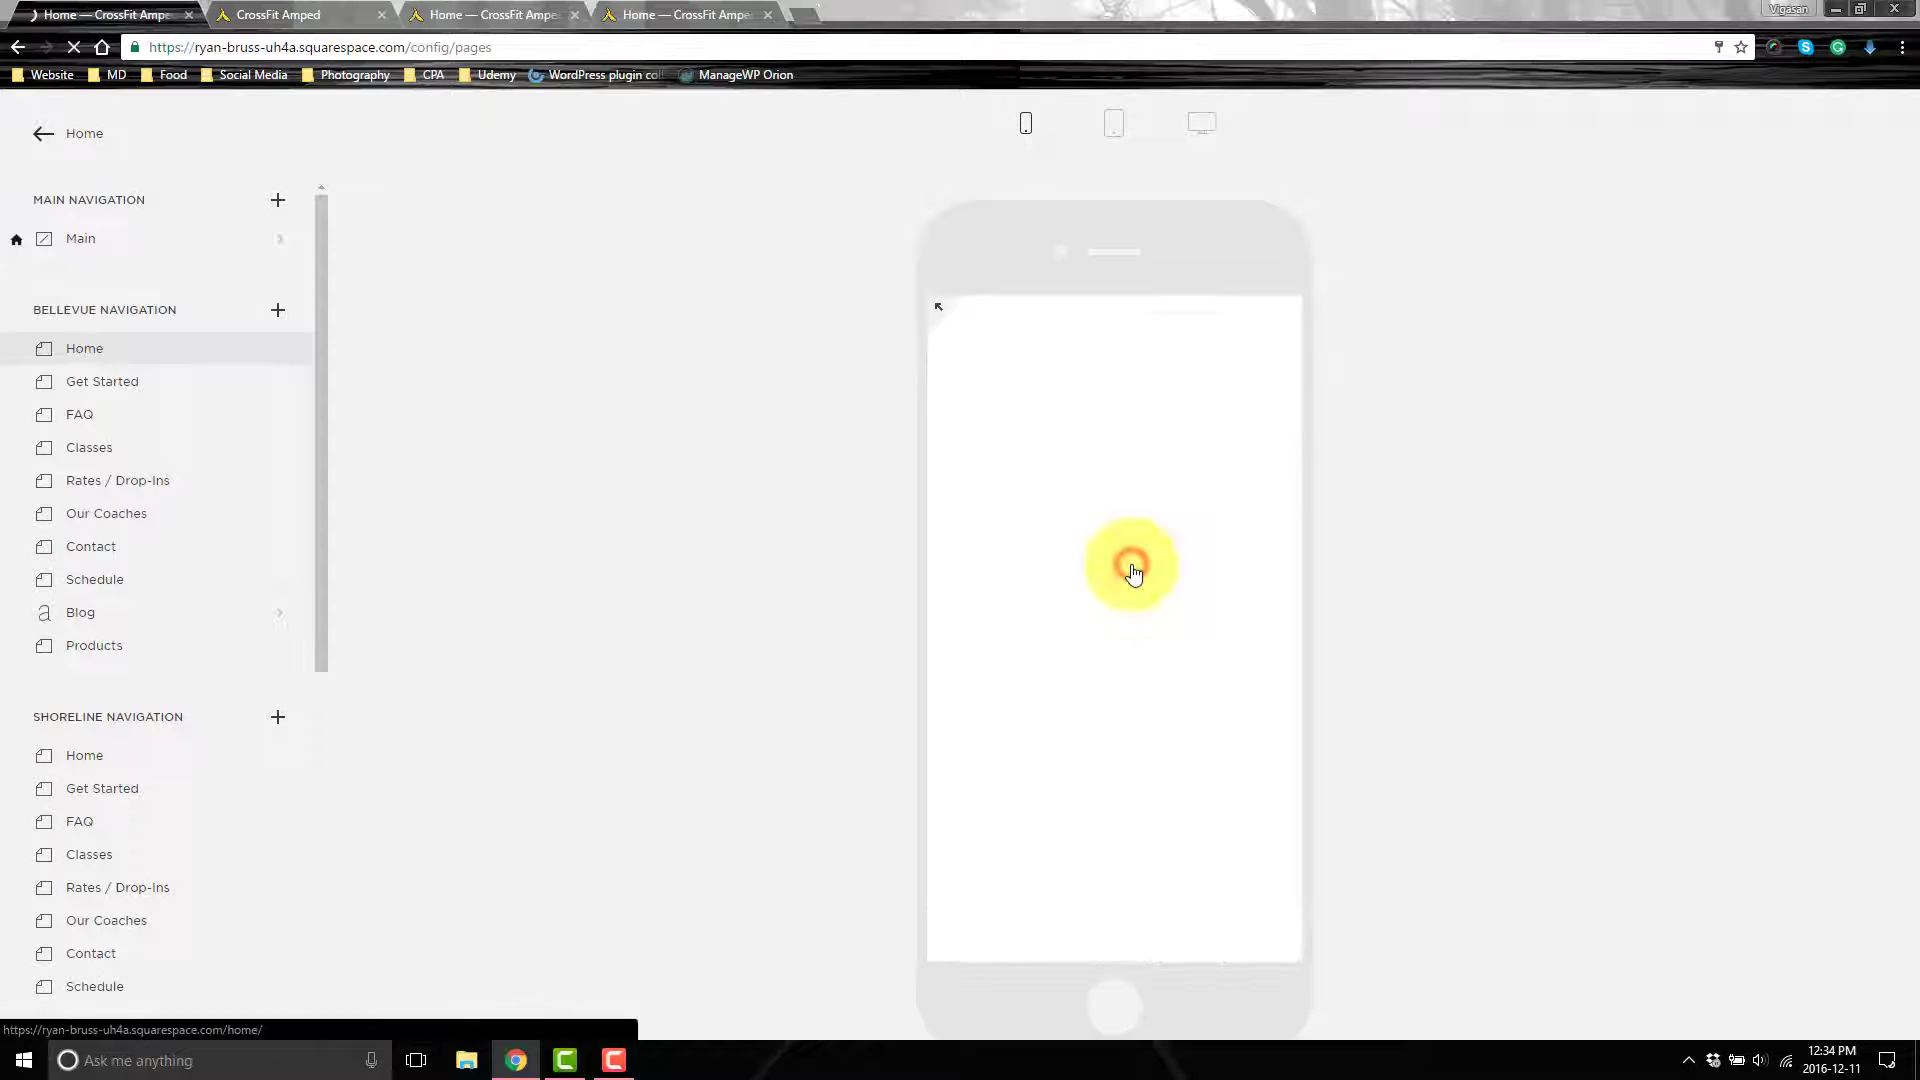 Home — CrossFit Ampe
CrossFit Amped
Home — CrossFit Ampe
Home — CrossFit Ampe
Vigasan
https://ryan-bruss-uh4a.squarespace.com/config/pages
Website
MD
Food
Social Media
Photography
CPA
Udemy
WordPress plugin col
ManageWP Orion
Home
MAIN NAVIGATION
Main
BELLEVUE NAVIGATION
Home
Get Started
FAQ
Classes
Rates / Drop-Ins
Our Coaches
Contact
Schedule
Blog
Products
SHORELINE NAVIGATION
Home
Get Started
FAQ
Classes
Rates / Drop-Ins
Our Coaches
Contact
Schedule
https://ryan-bruss-uh4a.squarespace.com/home/
Ask me anything
12:34 PM
2016-12-11